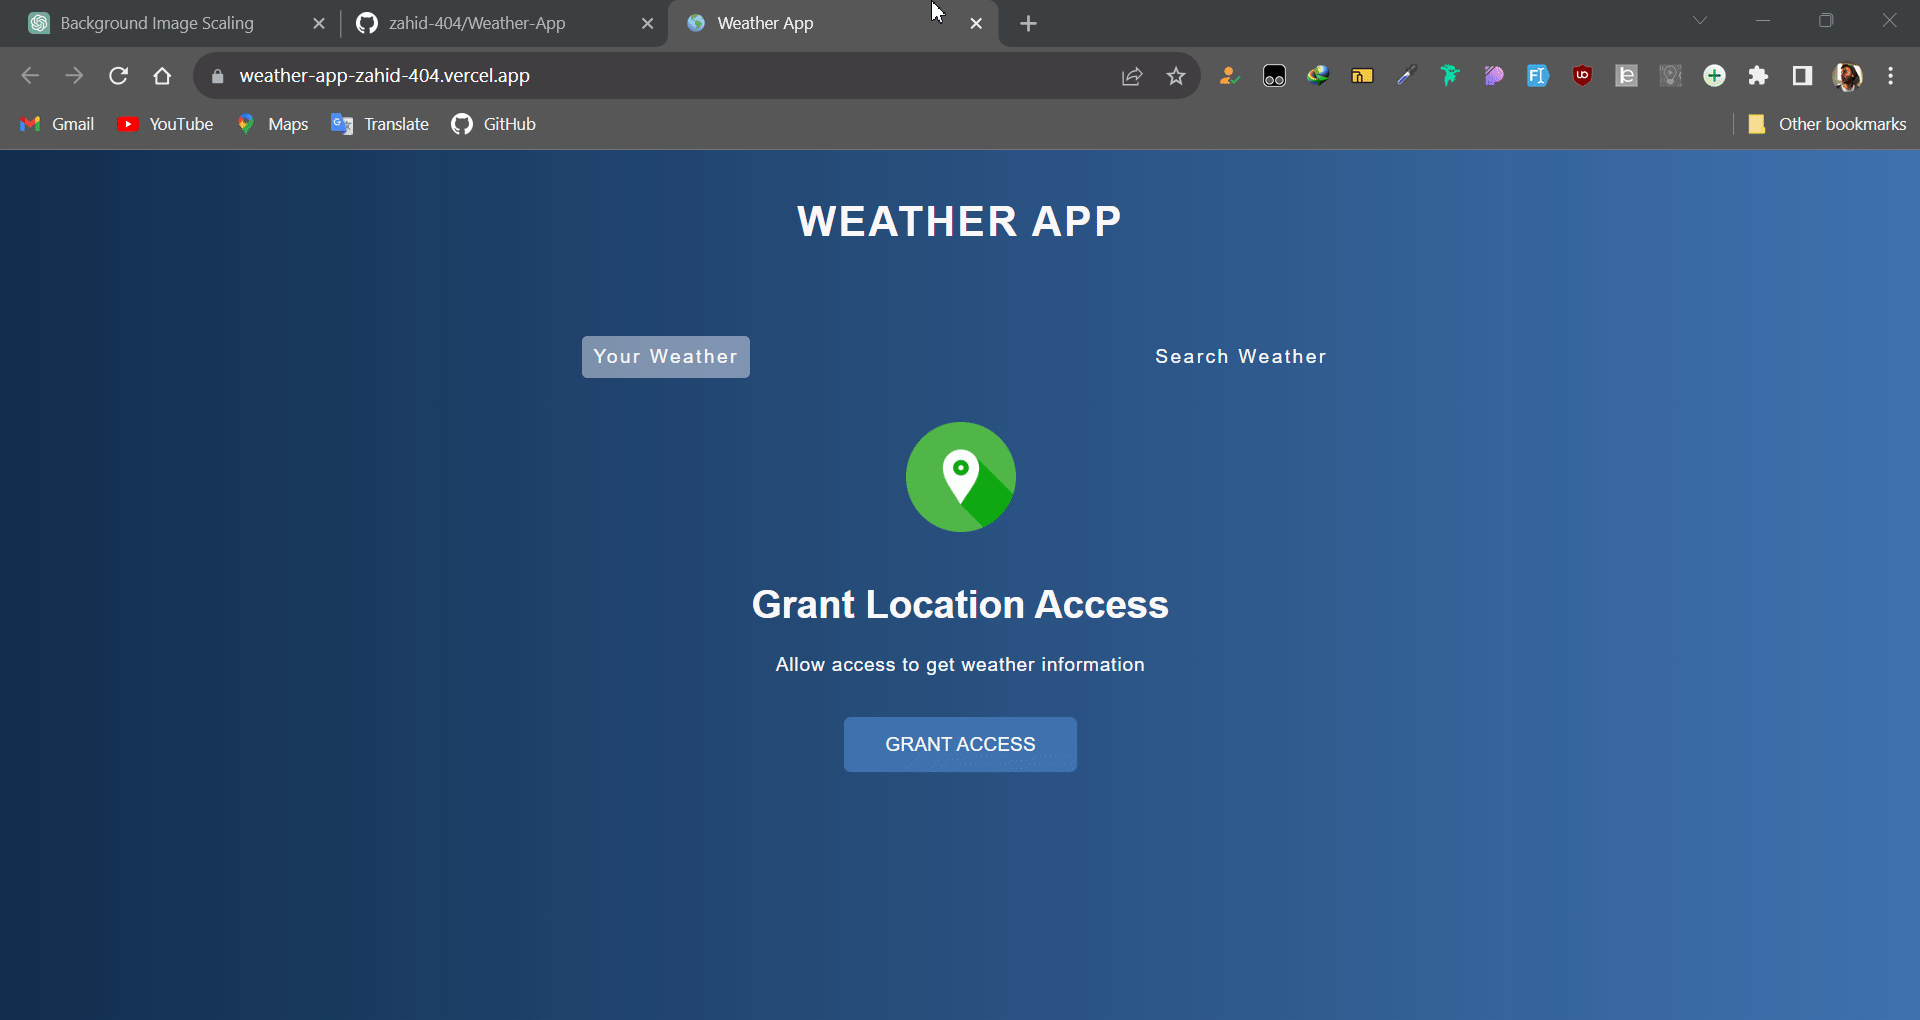 Background Image Scaling
zahid-404/Weather-App
Weather App
weather-app-zahid-404.vercel.app
Gmail
YouTube
Maps
Translate
GitHub
Other bookmarks
WEATHER APP
Your Weather
Search Weather
Grant Location Access
Allow access to get weather information
GRANT ACCESS